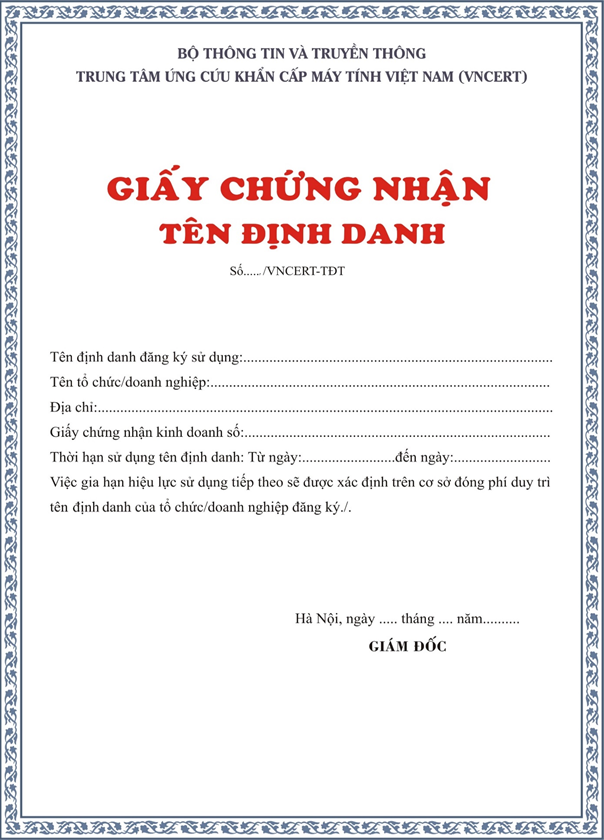 BỘ THÔNG TIN VÀ TRUYỀN THÔNG
TRUNG TÂM ỨNG CỨU KHẨN CẤP MÁY TÍNH VIỆT NAM (VNCERT)
GIẤY CHỨNG NHẬN
TÊN ĐỊNH DANH
Số...../VNCERT-TĐT
Tên định danh đăng ký sử dụng:..................................................................................
Tên tổ chức/doanh nghiệp:..........................................................................................
Địa chỉ:.........................................................................................................................
Giấy chứng nhận kinh doanh số:.................................................................................
Thời hạn sử dụng tên định danh: Từ ngày:.........................đến ngày:..........................
Việc gia hạn hiệu lực sử dụng tiếp theo sẽ được xác định trên cơ sở đóng phí duy trì
tên định danh của tổ chức/doanh nghiệp đăng ký./.
Hà Nội, ngày ..... tháng .... năm..........
GIÁM ĐỐC